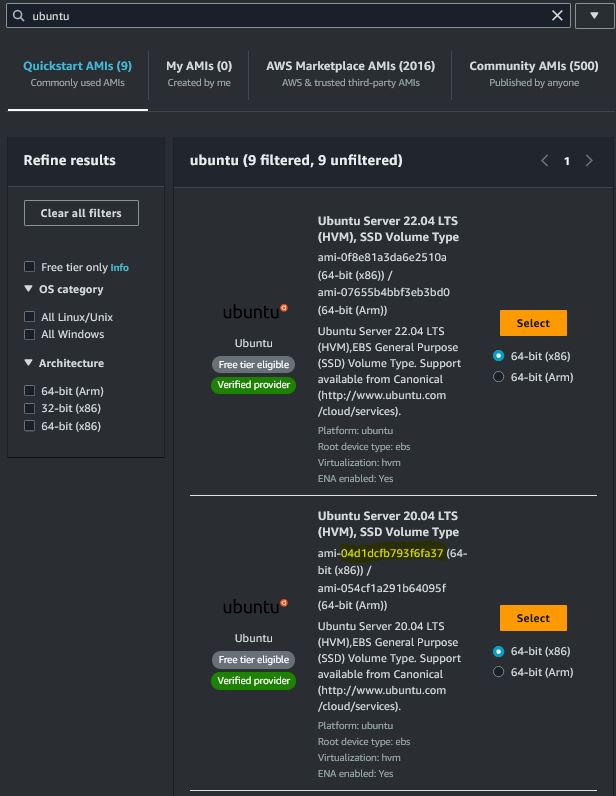 ubuntu
Quickstart AMIs (9)
Commonly used AMIs
My AMIs (0)
Created by me
AWS Marketplace AMIs (2016)
AWS & trusted third-party AMIs
Community AMIs (500)
Published by anyone
Refine results
Clear all filters
Free tier only Info
OS category
All Linux/Unix
All Windows
Architecture
64-bit (Arm)
32-bit (x86)
64-bit (x86)
ubuntu (9 filtered, 9 unfiltered)
1
ubuntu
Ubuntu
Free tier eligible
Verified provider
Ubuntu Server 22.04 LTS
(HVM), SSD Volume Type
ami-0f8e81a3da6e2510a
(64-bit (x86)) /
ami-07655b4bbf3eb3bd0
(64-bit (Arm))
Ubuntu Server 22.04 LTS
(HVM),EBS General Purpose
(SSD) Volume Type. Support
available from Canonical
(http://www.ubuntu.com
/cloud/services).
Platform: ubuntu
Root device type: ebs
Virtualization: hvm
ENA enabled: Yes
Select
64-bit (x86)
64-bit (Arm)
ubuntu
Ubuntu
Free tier eligible
Verified provider
Ubuntu Server 20.04 LTS
(HVM), SSD Volume Type
ami-04d1dcfb793f6fa37 (64-
bit (x86)) /
ami-054cf1a291b64095f
(64-bit (Arm))
Ubuntu Server 20.04 LTS
(HVM),EBS General Purpose
(SSD) Volume Type. Support
available from Canonical
(http://www.ubuntu.com
/cloud/services).
Platform: ubuntu
Root device type: ebs
Virtualization: hvm
ENA enabled: Yes
Select
64-bit (x86)
64-bit (Arm)